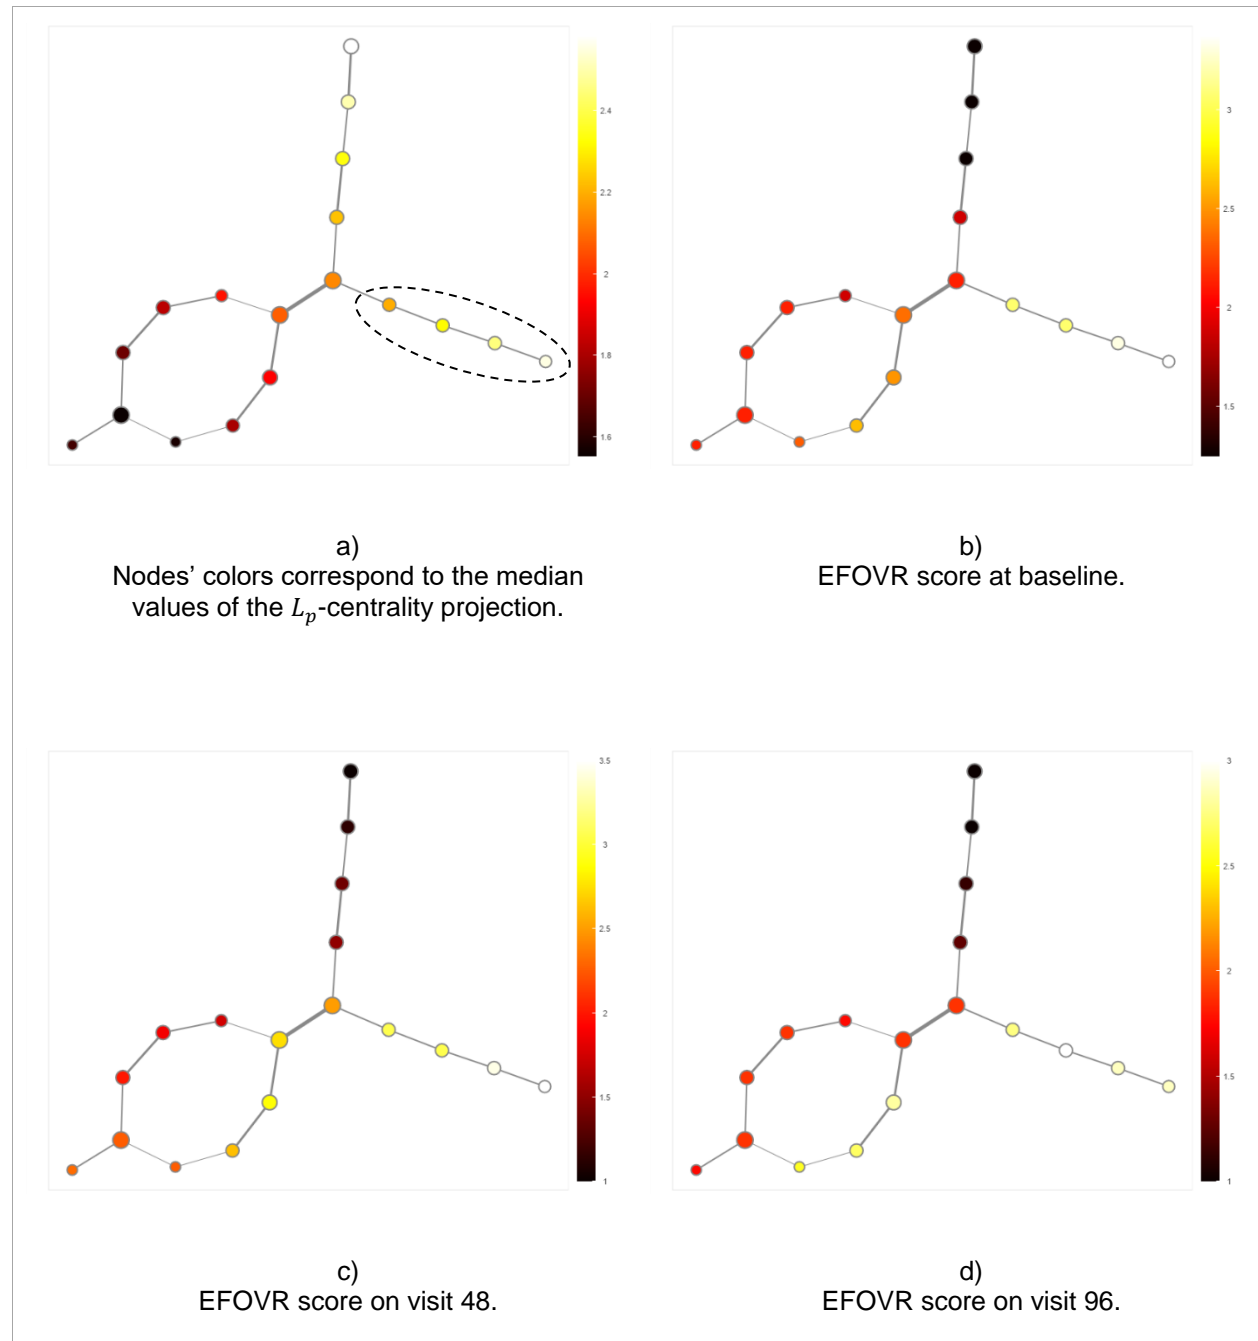 2.4
2.2
2
1.8
1.6
3
2.5
2
1.5
a)
Nodes’ colors correspond to the median
values of the Lₚ-centrality projection.
b)
EFOVR score at baseline.
3.5
3
2.5
2
1.5
1
3
2.5
2
1.5
1
c)
EFOVR score on visit 48.
d)
EFOVR score on visit 96.